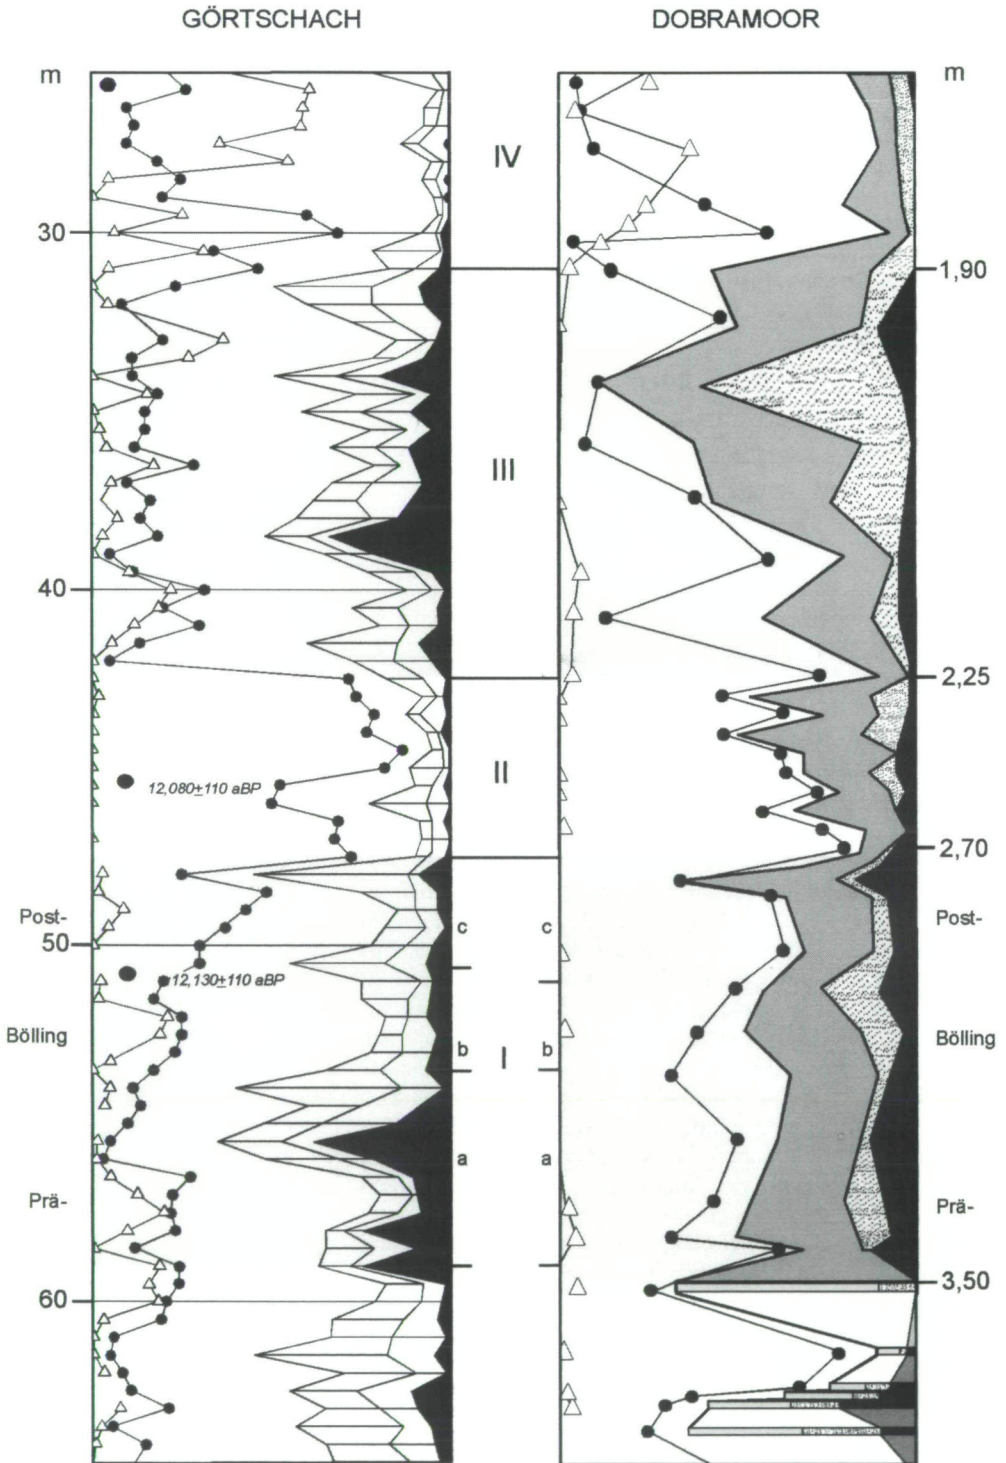 GÖRTSCHACH
DOBRAMOOR
m
m
IV
30
1,90
III
40
2,25
II
12,080±110 aBP
2,70
Post-
c
c
Post-
50
12,130±110 aBP
Bölling
b
I
b
Bölling
a
a
Prä-
Prä-
3,50
60